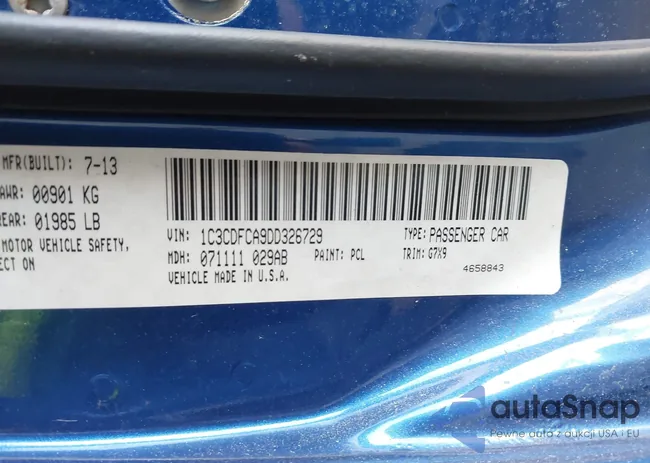 MFR(BUILT): 7-13
AWR: 00901 KG
REAR: 01985 LB
MOTOR VEHICLE SAFETY,
ECT ON
VIN: 1C3CDFCA9DD326729
TYPE: PASSENGER CAR
MDH: 071111 029AB
PAINT: PCL
TRIM: G7X9
VEHICLE MADE IN U.S.A.
4658843
autaSnap
Pewne auta z aukcji USA i EU